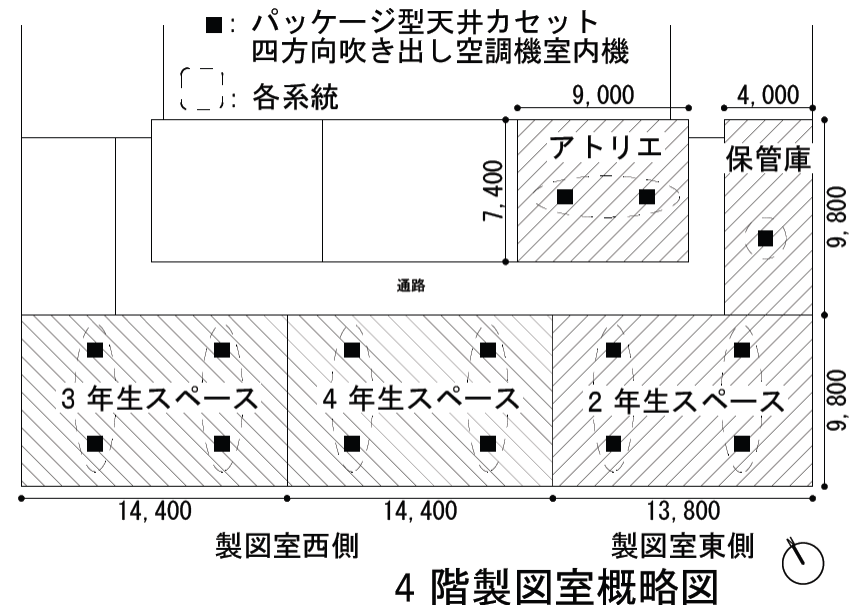 ■：パッケージ型天井カセット
四方向吹き出し空調機室内機
：各系統
9,000
4,000
アトリエ
保管庫
7,400
9,800
通路
3 年生スペース
4 年生スペース
2 年生スペース
9,800
14,400
14,400
13,800
製図室西側
製図室東側
4 階製図室概略図